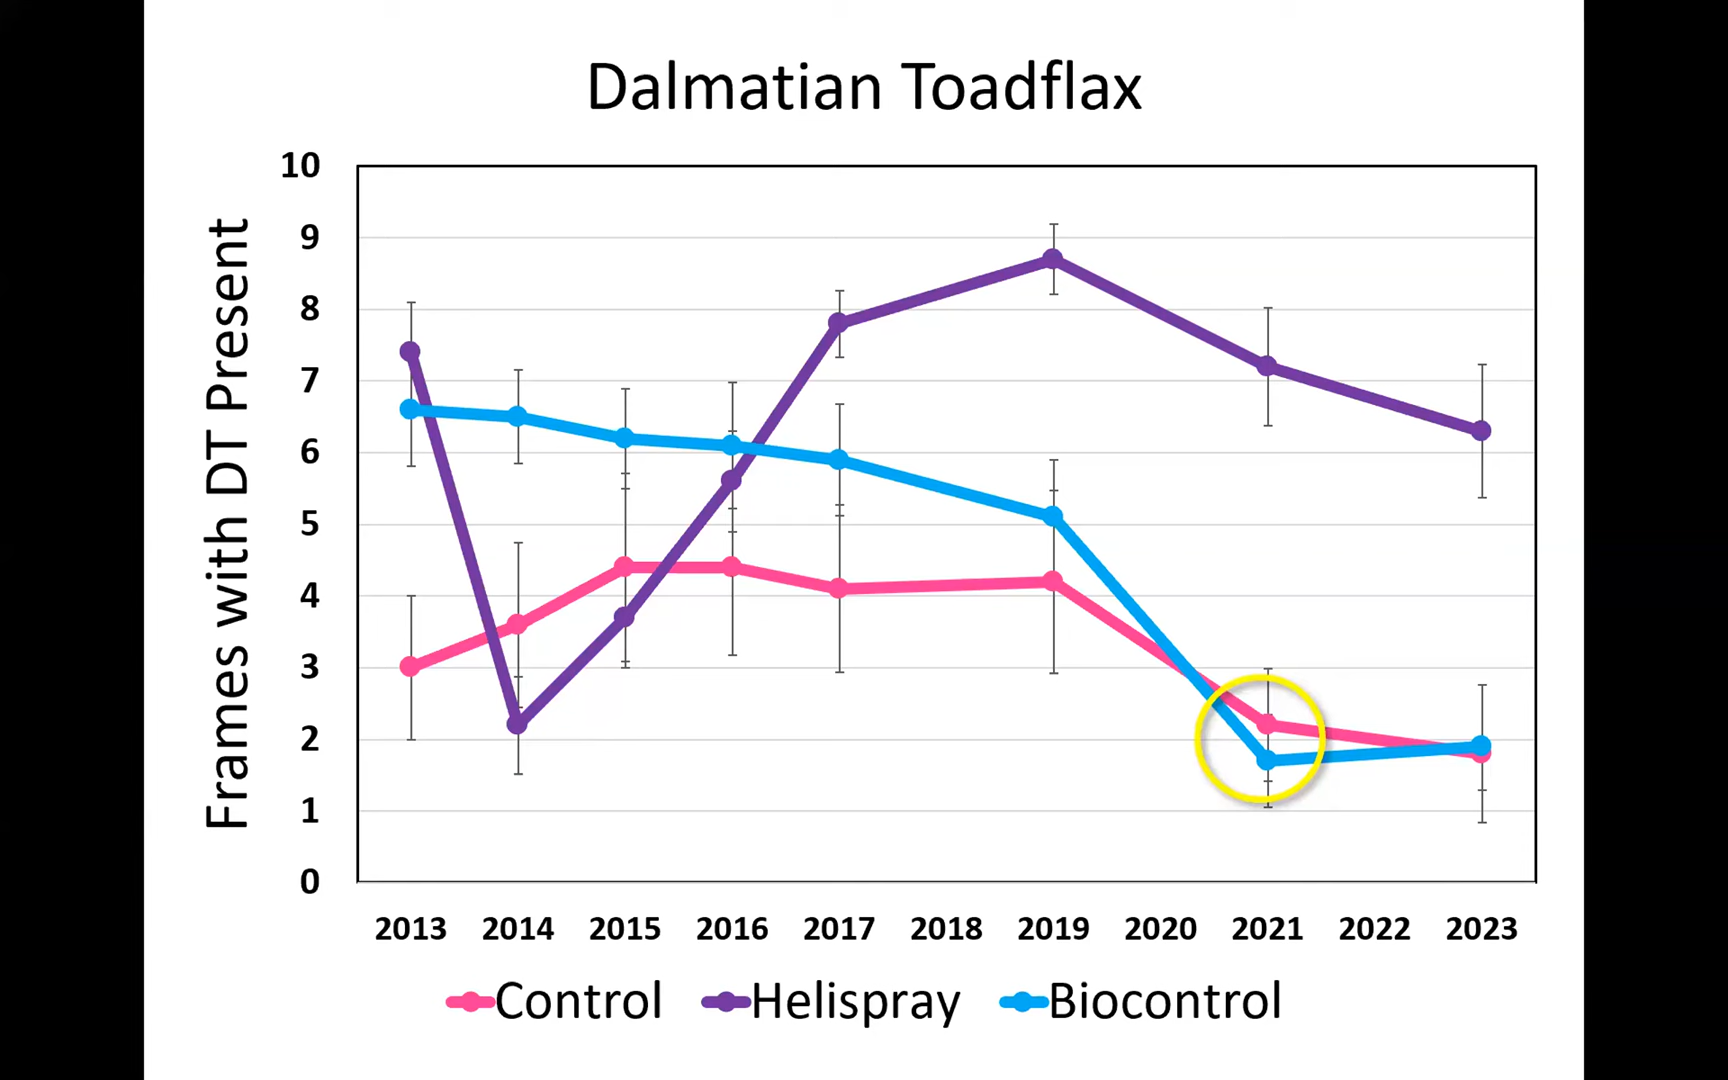 Dalmatian Toadflax
Frames with DT Present
10
9
8
7
6
5
4
3
2
1
0
2013 2014 2015 2016 2017 2018 2019 2020 2021 2022 2023
Control Helispray Biocontrol